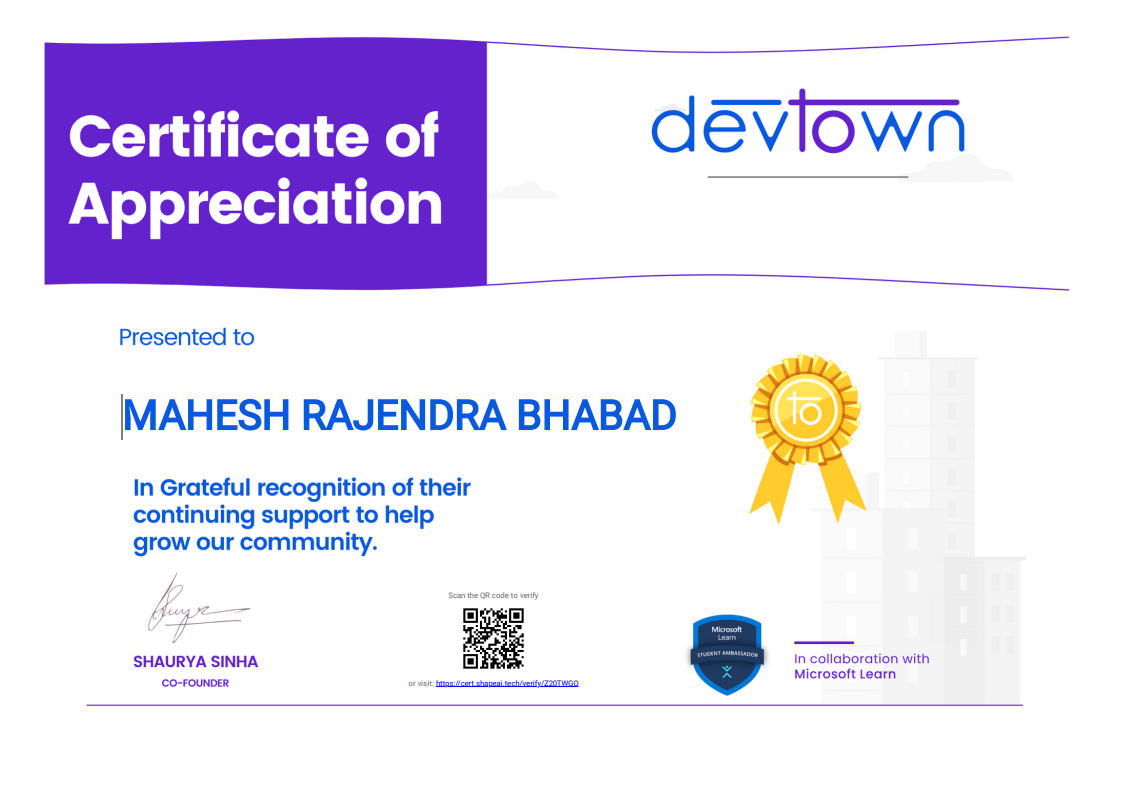 Certificate of
Appreciation
devtown
Presented to
MAHESH RAJENDRA BHABAD
to
In Grateful recognition of their
continuing support to help
grow our community.
SHAURYA SINHA
CO-FOUNDER
Scan the QR code to verify
or visit: https://cert.shapeai.tech/verify/Z20TWGO
Microsoft
Learn
STUDENT AMBASSADOR
In collaboration with
Microsoft Learn